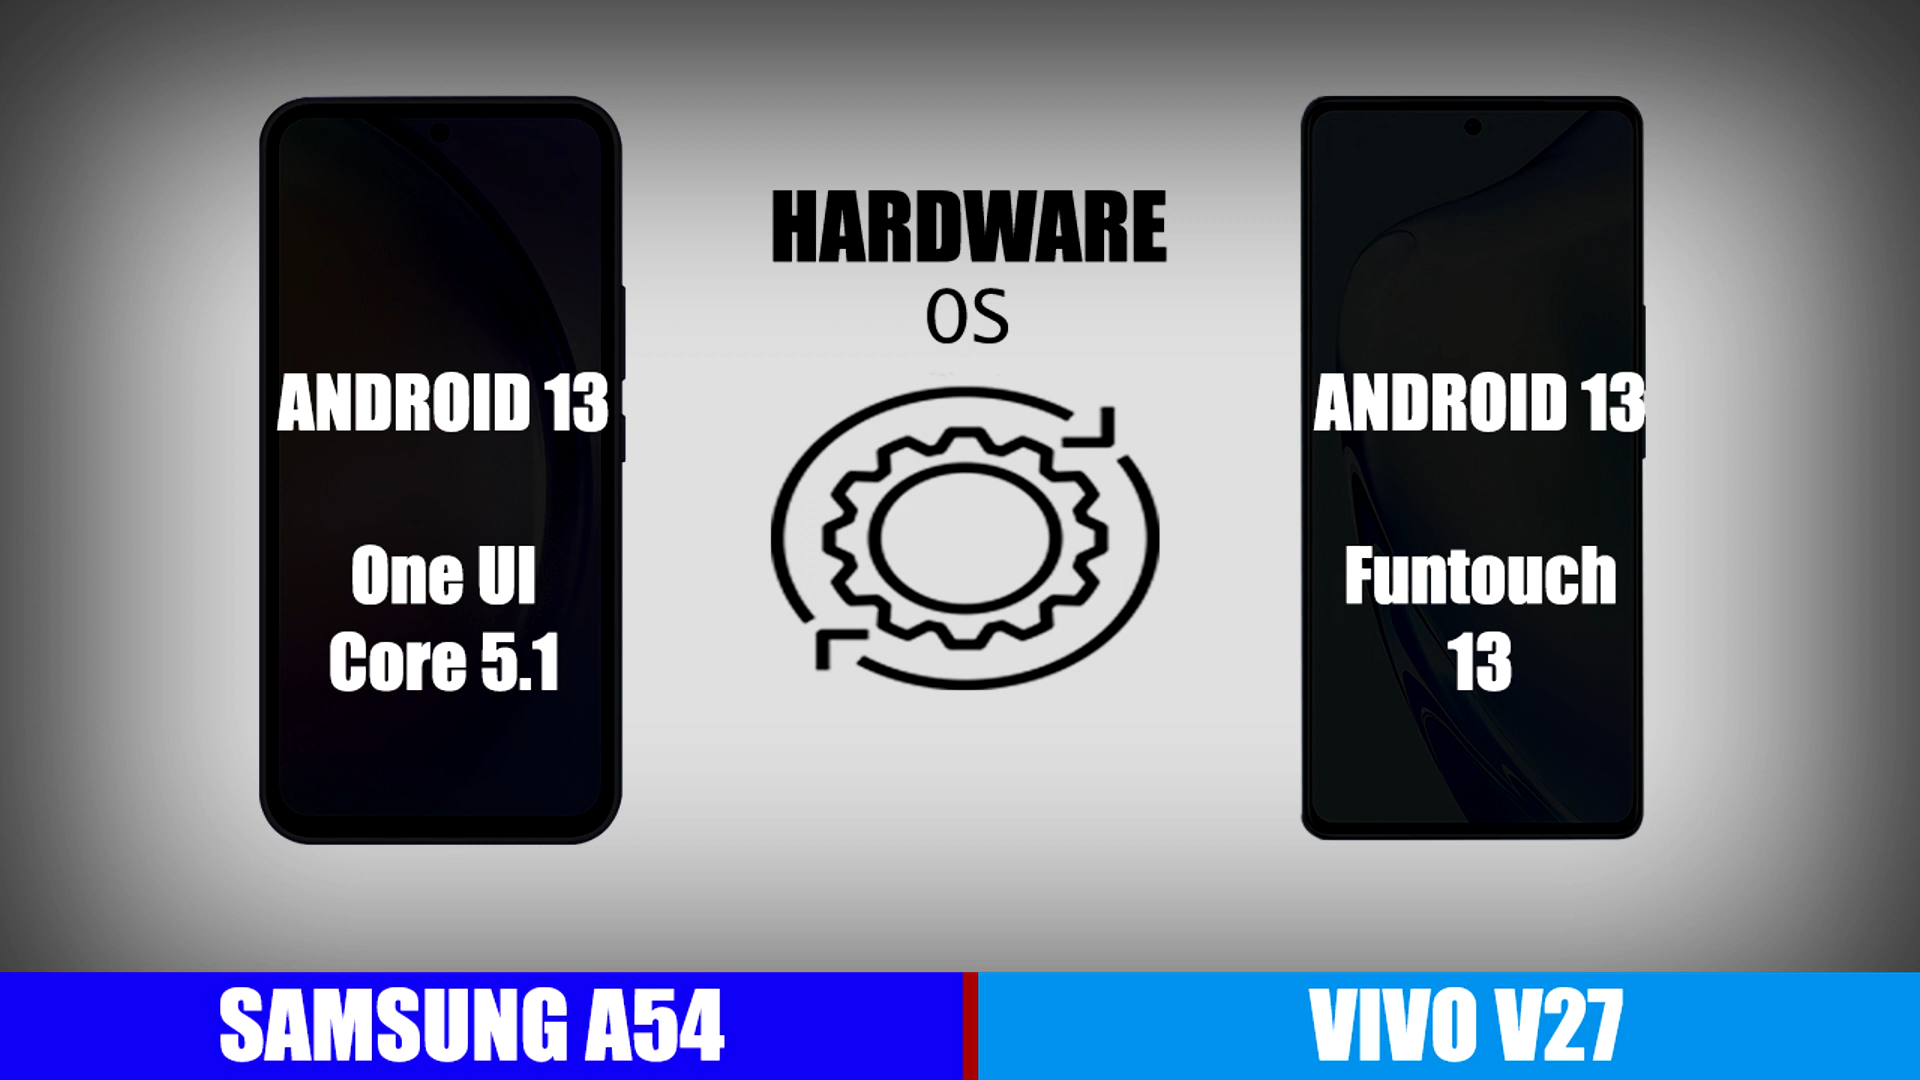 HARDWARE
OS
ANDROID 13
One UI
Core 5.1
ANDROID 13
Funtouch
13
SAMSUNG A54
VIVO V27